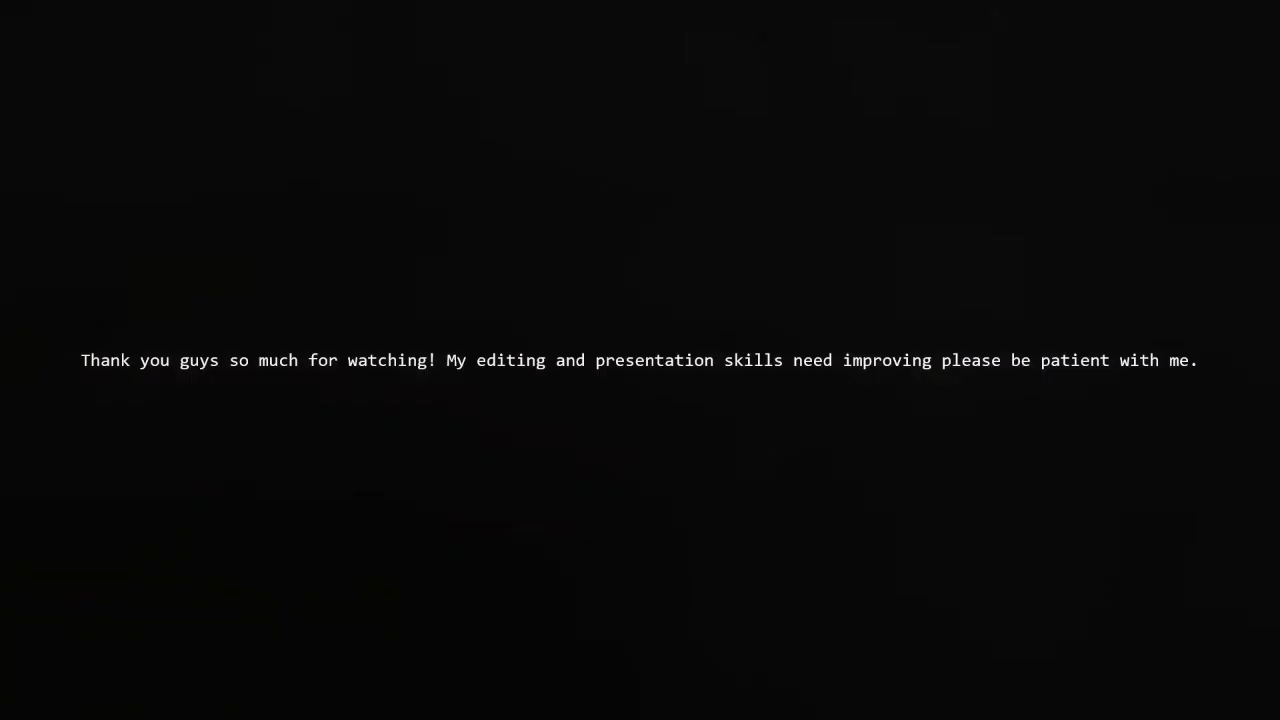 Thank you guys so much for watching! My editing and presentation skills need improving please be patient with me.